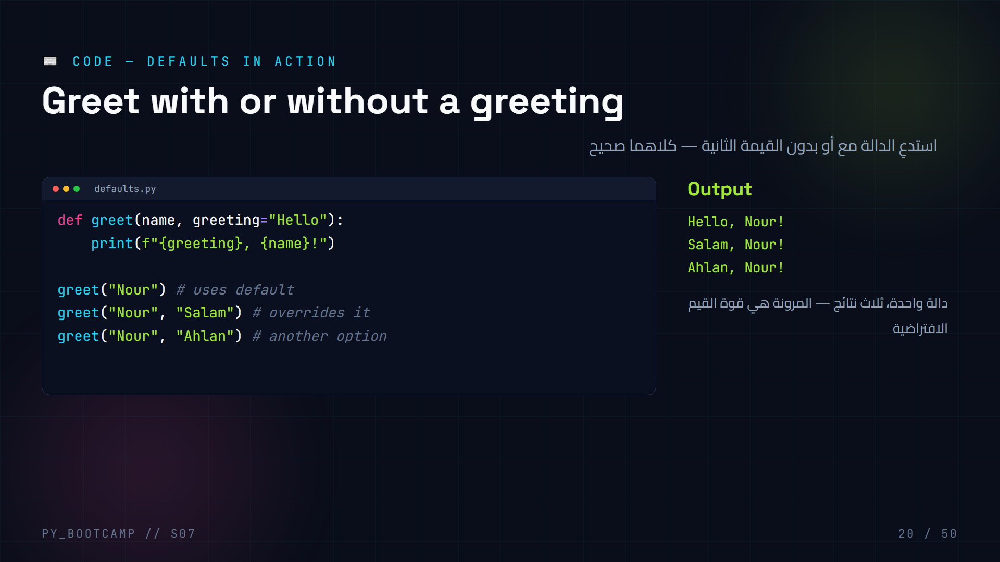 CODE — DEFAULTS IN ACTION
Greet with or without a greeting
استدعِ الدالة مع أو بدون القيمة الثانية — كلاهما صحيح
defaults.py
def greet(name, greeting="Hello"):
    print(f"{greeting}, {name}!")
greet("Nour") # uses default
greet("Nour", "Salam") # overrides it
greet("Nour", "Ahlan") # another option
Output
Hello, Nour!
Salam, Nour!
Ahlan, Nour!
دالة واحدة، ثلاث نتائج — المرونة هي قوة القيم
الافتراضية
PY_BOOTCAMP // S07
20 / 50